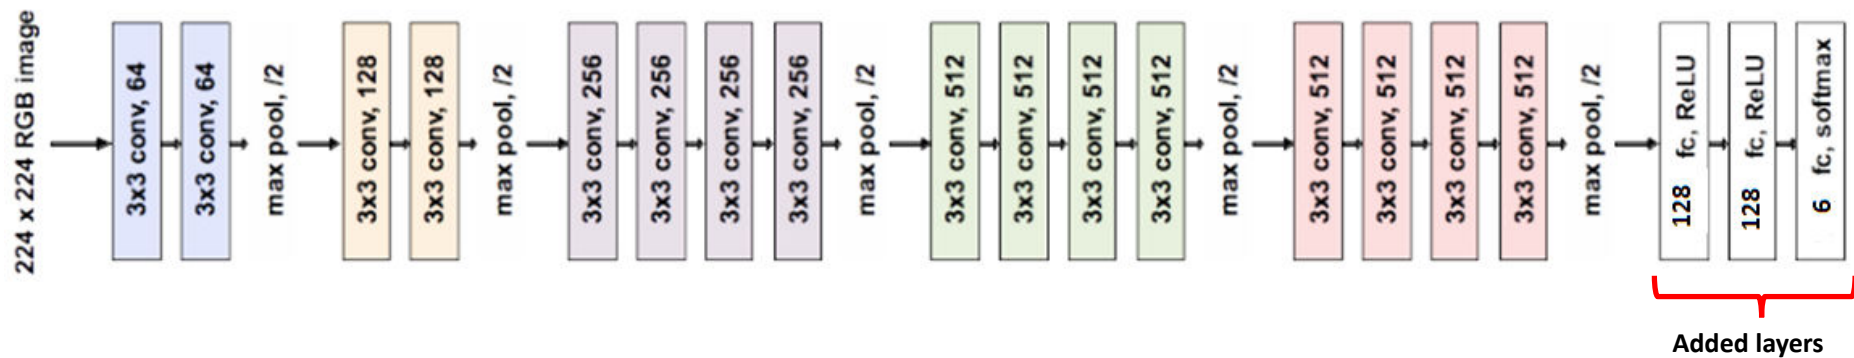 224 x 224 RGB image
3x3 conv, 64
3x3 conv, 64
max pool, /2
3x3 conv, 128
3x3 conv, 128
max pool, /2
3x3 conv, 256
3x3 conv, 256
3x3 conv, 256
3x3 conv, 256
max pool, /2
3x3 conv, 512
3x3 conv, 512
3x3 conv, 512
3x3 conv, 512
max pool, /2
3x3 conv, 512
3x3 conv, 512
3x3 conv, 512
3x3 conv, 512
max pool, /2
128 fc, ReLU
128 fc, ReLU
6 fc, softmax
Added layers